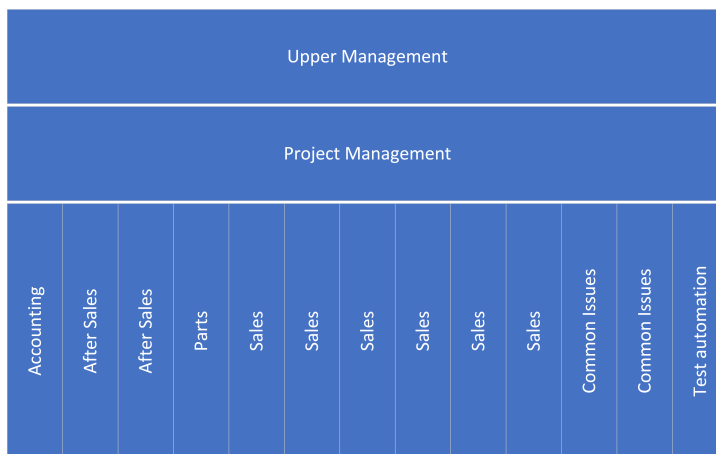 Upper Management
Project Management
Accounting
After Sales
After Sales
Parts
Sales
Sales
Sales
Sales
Sales
Sales
Common Issues
Common Issues
Test automation